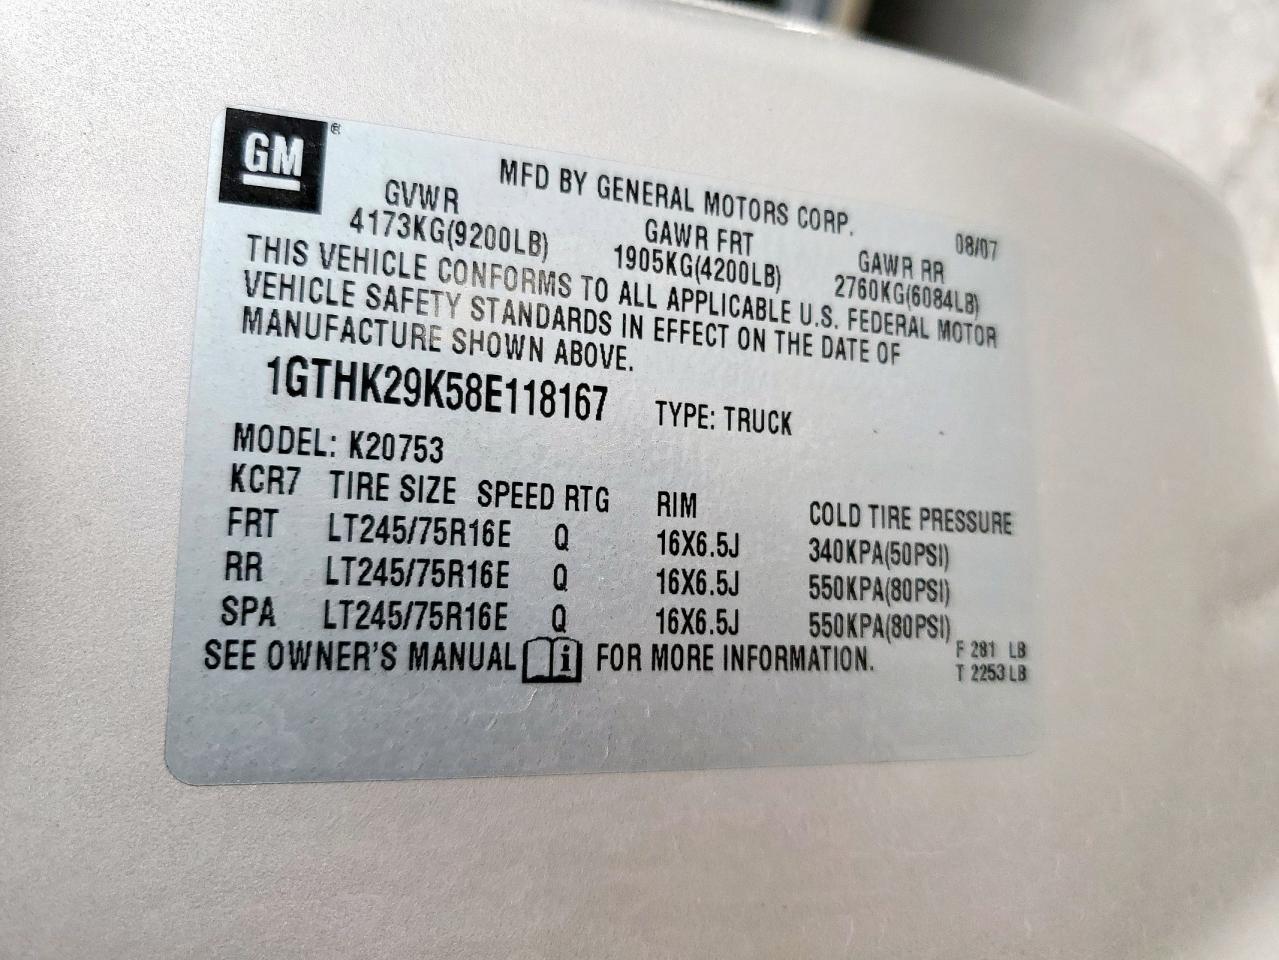 GM ®
MFD BY GENERAL MOTORS CORP. 08/07
GVWR GAWR FRT GAWR RR
4173KG(9200LB) 1905KG(4200LB) 2760KG(6084LB)
THIS VEHICLE CONFORMS TO ALL APPLICABLE U.S. FEDERAL MOTOR
VEHICLE SAFETY STANDARDS IN EFFECT ON THE DATE OF
MANUFACTURE SHOWN ABOVE.
1GTHK29K58E118167 TYPE: TRUCK
MODEL: K20753
KCR7 TIRE SIZE SPEED RTG RIM COLD TIRE PRESSURE
FRT LT245/75R16E Q 16X6.5J 340KPA(50PSI)
RR LT245/75R16E Q 16X6.5J 550KPA(80PSI)
SPA LT245/75R16E Q 16X6.5J 550KPA(80PSI)
SEE OWNER'S MANUAL i FOR MORE INFORMATION.
F 281 LB
T 2253 LB